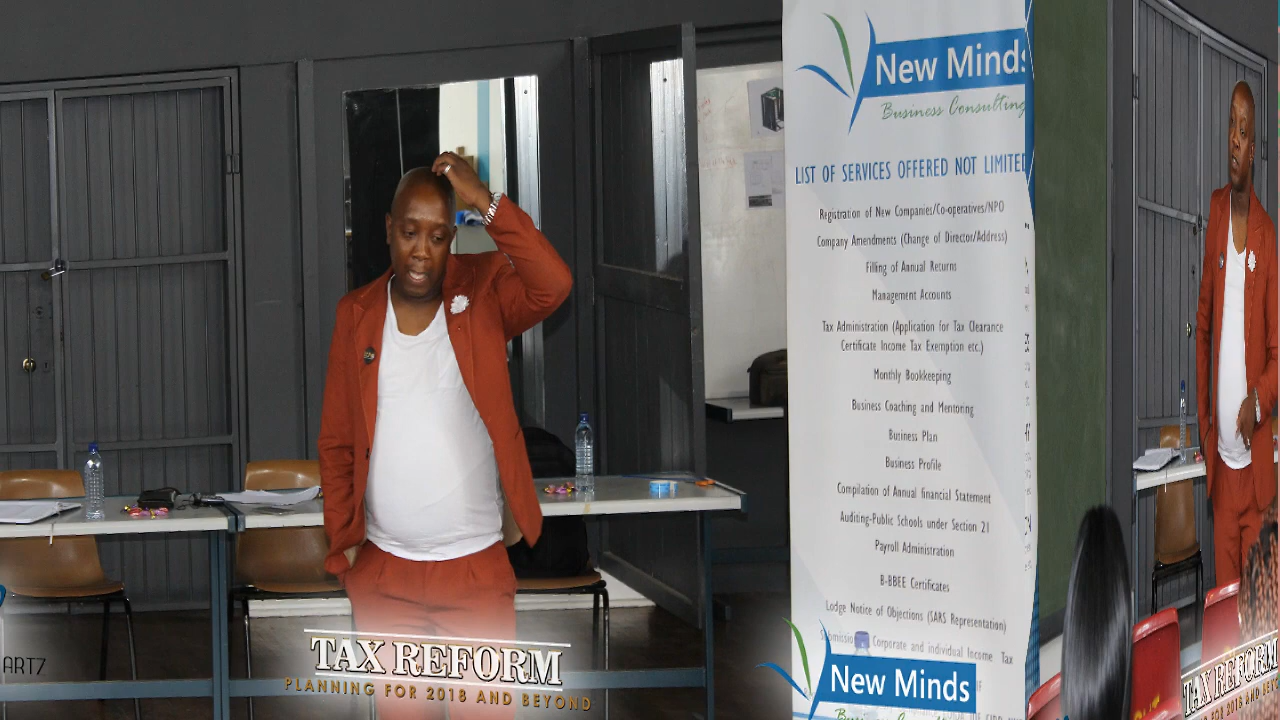 New Minds
Business Consulting
LIST OF SERVICES OFFERED NOT LIMITED
Registration of New Companies/Co-operatives/NPO
Company Amendments (Change of Director/Address)
Filling of Annual Returns
Management Accounts
Tax Administration (Application for Tax Clearance
Certificate Income Tax Exemption etc.)
Monthly Bookkeeping
Business Coaching and Mentoring
Business Plan
Business Profile
Compilation of Annual financial Statement
Auditing-Public Schools under Section 21
Payroll Administration
B-BBEE Certificates
Lodge Notice of Objections (SARS Representation)
Corporate and individual Income Tax
New Minds
TAX REFORM
PLANNING FOR 2018 AND BEYOND
ART7
TAX REFORM
PLANNING FOR 2018 AND